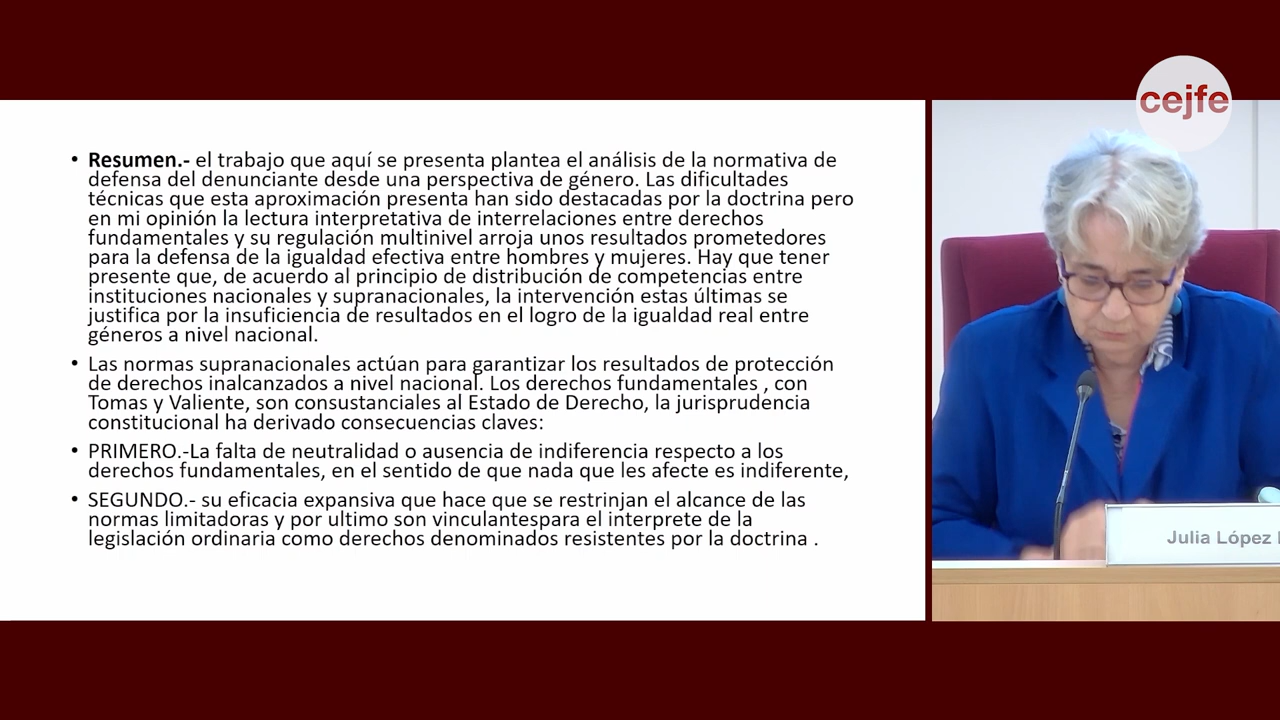 cejfe
• Resumen.- el trabajo que aquí se presenta plantea el análisis de la normativa de
defensa del denunciante desde una perspectiva de género. Las dificultades
técnicas que esta aproximación presenta han sido destacadas por la doctrina pero
en mi opinión la lectura interpretativa de interrelaciones entre derechos
fundamentales y su regulación multinivel arroja unos resultados prometedores
para la defensa de la igualdad efectiva entre hombres y mujeres. Hay que tener
presente que, de acuerdo al principio de distribución de competencias entre
instituciones nacionales y supranacionales, la intervención estas últimas se
justifica por la insuficiencia de resultados en el logro de la igualdad real entre
géneros a nivel nacional.
• Las normas supranacionales actúan para garantizar los resultados de protección
de derechos inalcanzados a nivel nacional. Los derechos fundamentales , con
Tomas y Valiente, son consustanciales al Estado de Derecho, la jurisprudencia
constitucional ha derivado consecuencias claves:
• PRIMERO.-La falta de neutralidad o ausencia de indiferencia respecto a los
derechos fundamentales, en el sentido de que nada que les afecte es indiferente,
• SEGUNDO.- su eficacia expansiva que hace que se restrinjan el alcance de las
normas limitadoras y por ultimo son vinculantespara el interprete de la
legislación ordinaria como derechos denominados resistentes por la doctrina .
Julia López